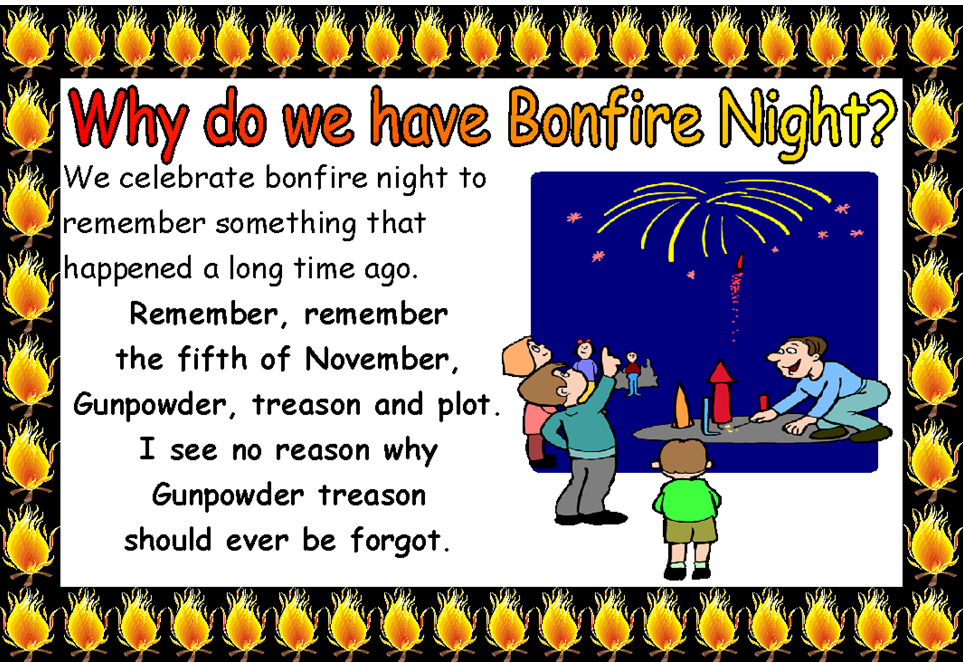 Why do we have Bonfire Night?
We celebrate bonfire night to
remember something that
happened a long time ago.
Remember, remember
the fifth of November,
Gunpowder, treason and plot.
I see no reason why
Gunpowder treason
should ever be forgot.